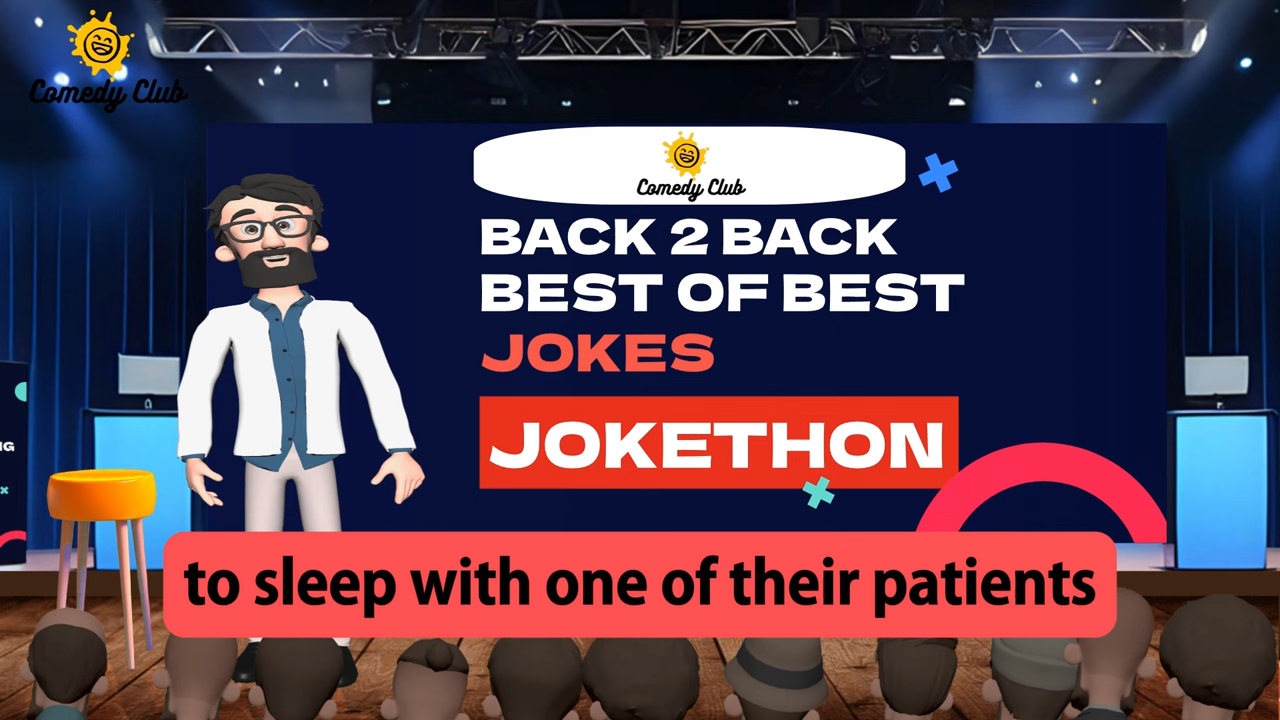 Comedy Club
Comedy Club
BACK 2 BACK
BEST OF BEST
JOKES
JOKETHON
to sleep with one of their patients